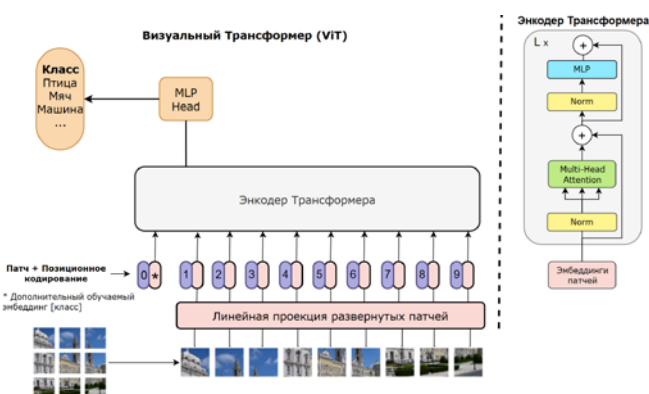 Визуальный Трансформер (ViT)
Класс
Птица
Мяч
Машина
...
MLP
Head
Энкодер Трансформера
Патч + Позиционное
кодирование
0 * 1 2 3 4 5 6 7 8 9
* Дополнительный обучаемый
эмбеддинг [класс]
Линейная проекция развернутых патчей
Энкодер Трансформера
L x
+
MLP
Norm
+
Multi-Head
Attention
Norm
Эмбеддинги
патчей